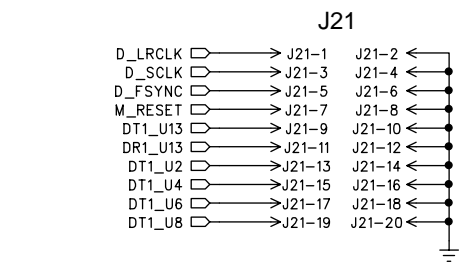 J21
D_LRCLK J21-1 J21-2
D_SCLK J21-3 J21-4
D_FSYNC J21-5 J21-6
M_RESET J21-7 J21-8
DT1_U13 J21-9 J21-10
DR1_U13 J21-11 J21-12
DT1_U2 J21-13 J21-14
DT1_U4 J21-15 J21-16
DT1_U6 J21-17 J21-18
DT1_U8 J21-19 J21-20